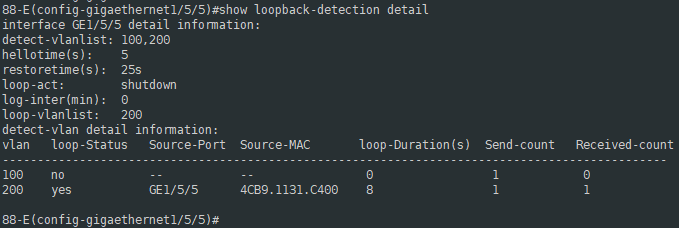 88-E(config-gigaethernet1/5/5)#show loopback-detection detail
interface GE1/5/5 detail information:
detect-vlanlist: 100,200
hellotime(s): 5
restoretime(s): 25s
loop-act: shutdown
log-inter(min): 0
loop-vlanlist: 200
detect-vlan detail information:
vlan loop-Status Source-Port Source-MAC loop-Duration(s) Send-count Received-count
--------------------------------------------------------------------------------------------
100 no -- -- 0 1 0
200 yes GE1/5/5 4CB9.1131.C400 8 1 1
88-E(config-gigaethernet1/5/5)#